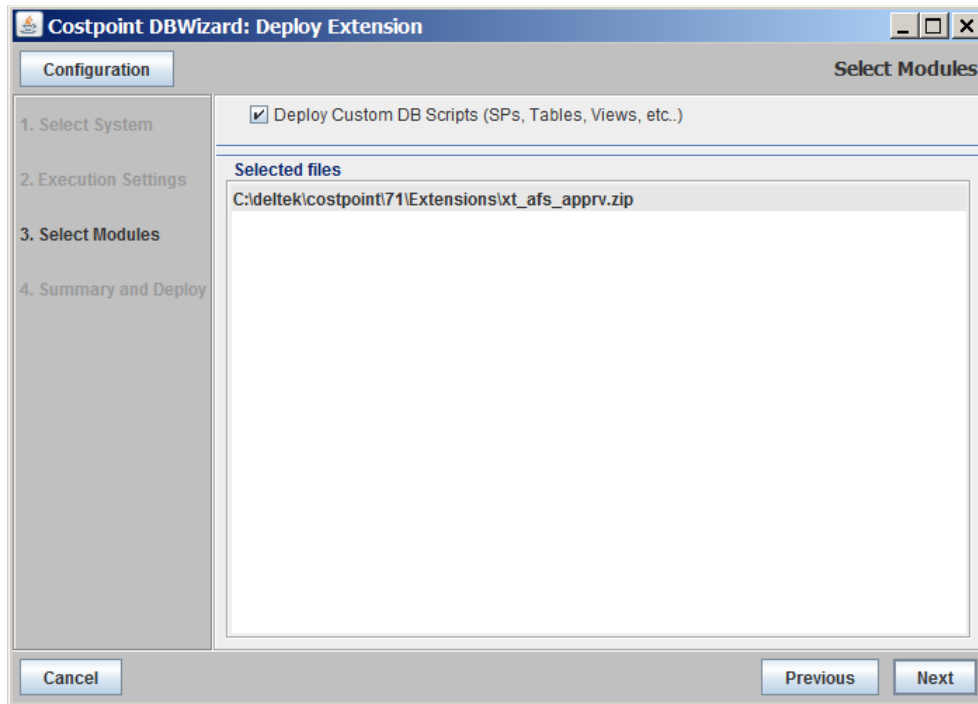 Costpoint DBWizard: Deploy Extension
Configuration
Select Modules
1. Select System
2. Execution Settings
3. Select Modules
4. Summary and Deploy
Deploy Custom DB Scripts (SPs, Tables, Views, etc..)
Selected files
C:\deltek\costpoint\71\Extensions\xt_afs_apprv.zip
Cancel
Previous
Next